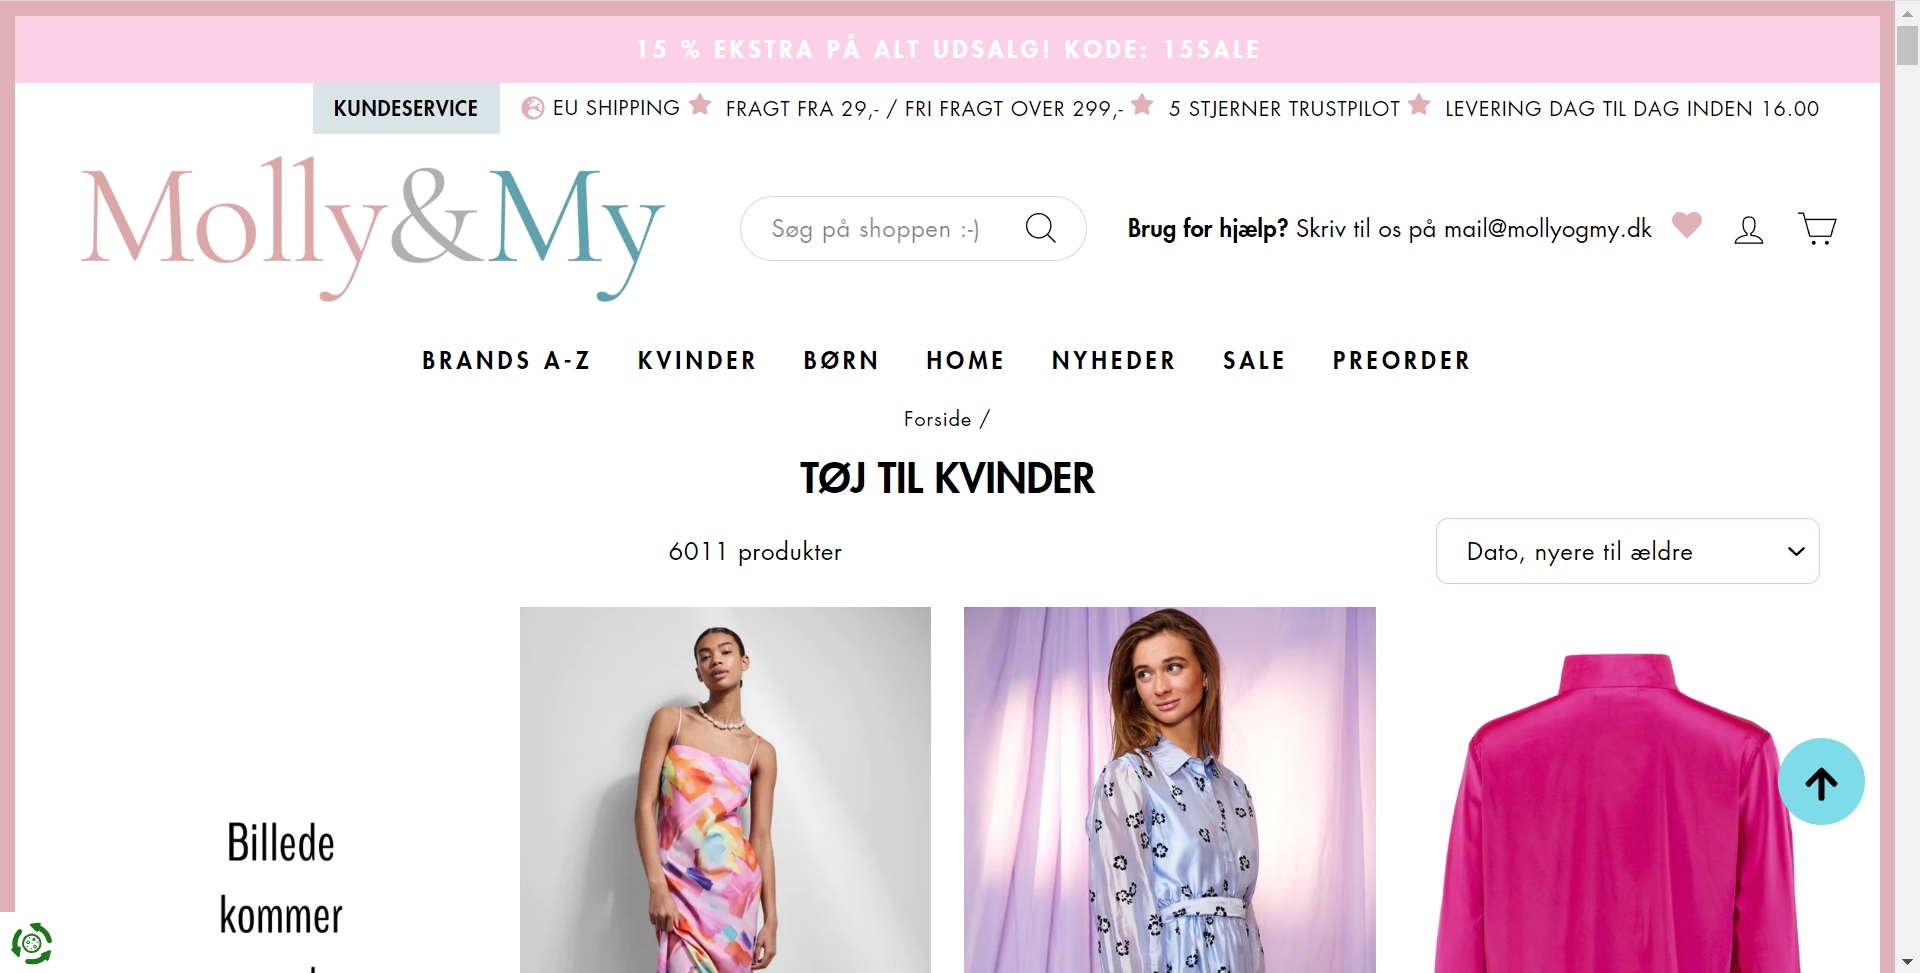 15 % EKSTRA PÅ ALT UDSALG! KODE: 15SALE
KUNDESERVICE EU SHIPPING FRAGT FRA 29,- / FRI FRAGT OVER 299,- 5 STJERNER TRUSTPILOT LEVERING DAG TIL DAG INDEN 16.00
Molly&My
Søg på shoppen :-)
Brug for hjælp? Skriv til os på mail@mollyogmy.dk
BRANDS A-Z KVINDER BØRN HOME NYHEDER SALE PREORDER
Forside /
TØJ TIL KVINDER
6011 produkter
Dato, nyere til ældre
Billede
kommer